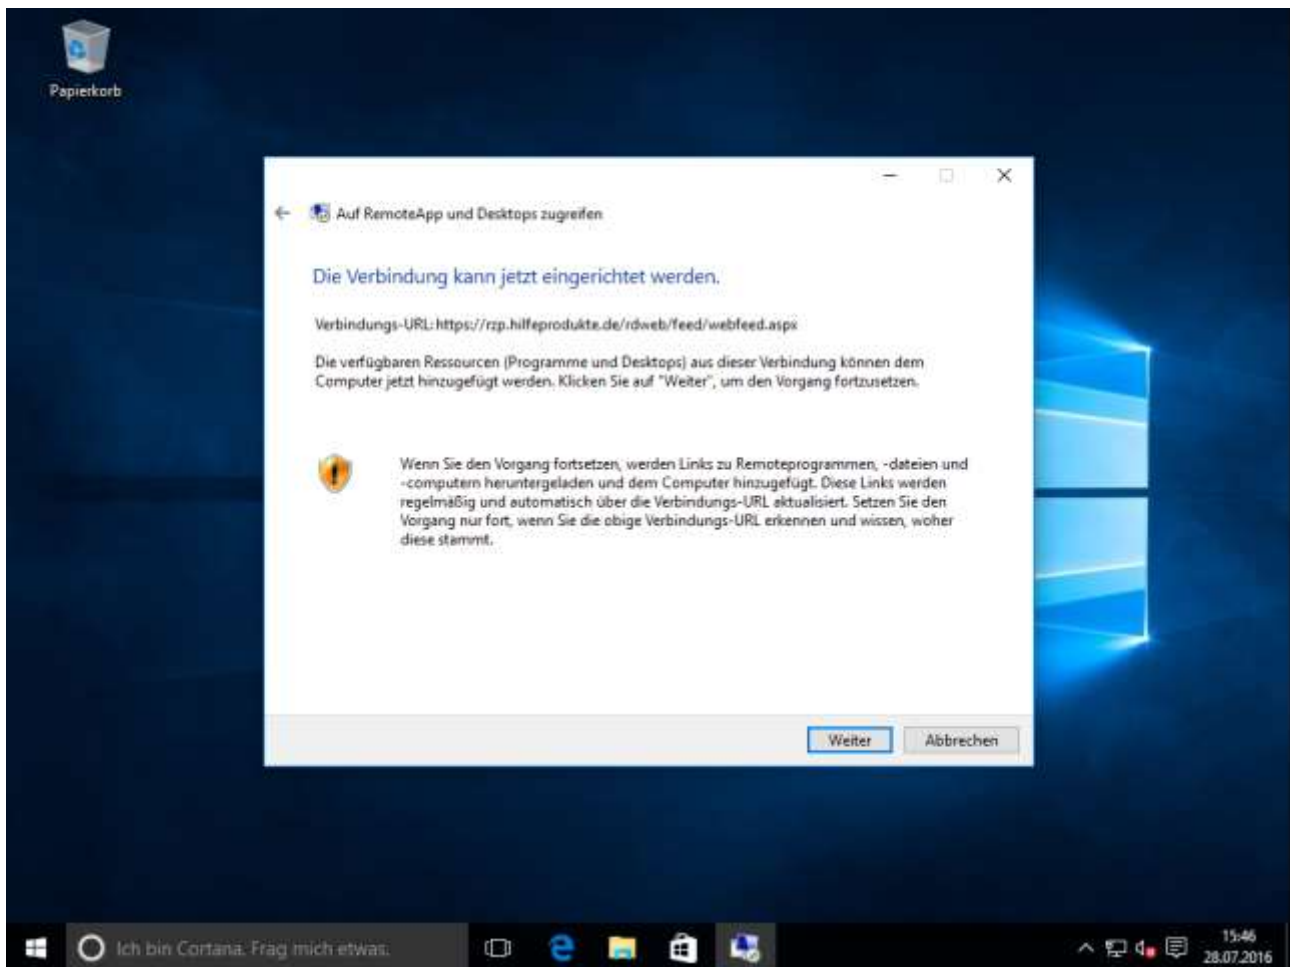 Papierkorb
Auf RemoteApp und Desktops zugreifen
Die Verbindung kann jetzt eingerichtet werden.
Verbindungs-URL: https://rzp.hilfeprodukte.de/rdweb/feed/webfeed.aspx
Die verfügbaren Ressourcen (Programme und Desktops) aus dieser Verbindung können dem
Computer jetzt hinzugefügt werden. Klicken Sie auf "Weiter", um den Vorgang fortzusetzen.
Wenn Sie den Vorgang fortsetzen, werden Links zu Remoteprogrammen, -dateien und
-computern heruntergeladen und dem Computer hinzugefügt. Diese Links werden
regelmäßig und automatisch über die Verbindungs-URL aktualisiert. Setzen Sie den
Vorgang nur fort, wenn Sie die obige Verbindungs-URL erkennen und wissen, woher
diese stammt.
Weiter
Abbrechen
Ich bin Cortana. Frag mich etwas.
15:46
28.07.2016